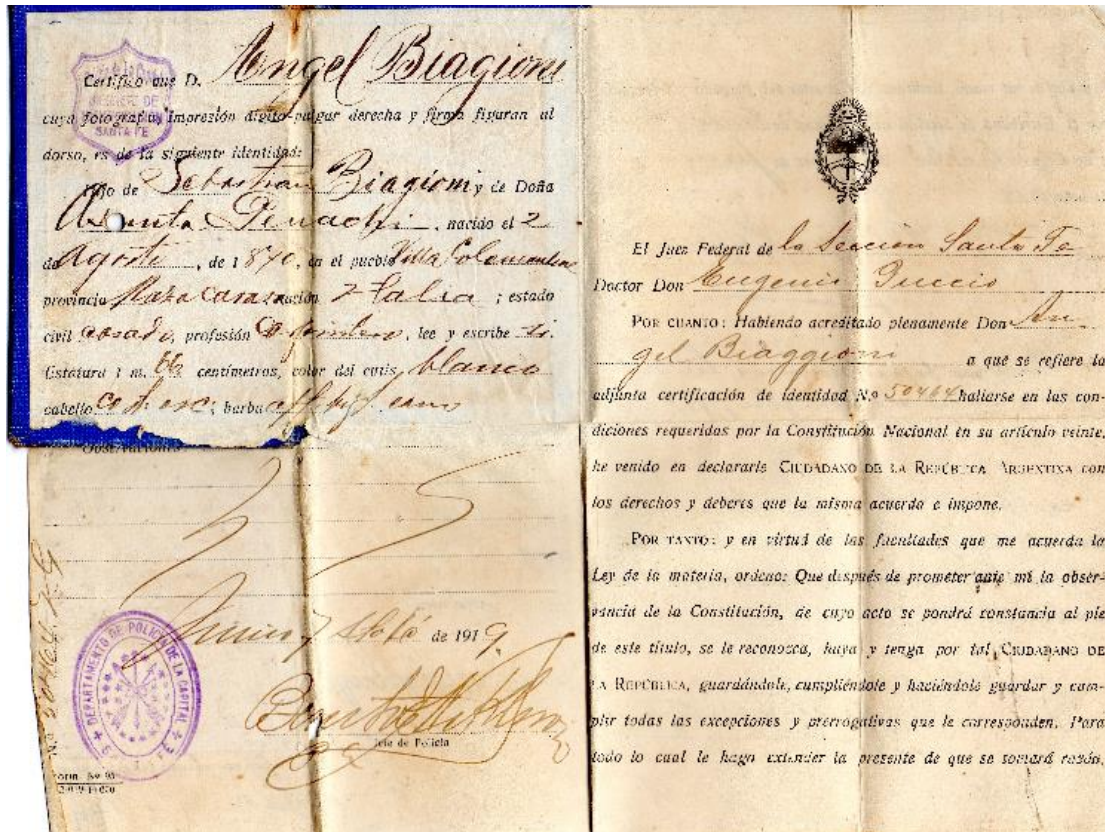 Certifico que D. Angel Biagioni
cuya fotografía, impresión dígito-pulgar derecha y firma figuran al
dorso, es de la siguiente identidad:
Hijo de Sebastián Biagioni y de Doña
Asunta , nacido el 2
de Agosto, de 1870, en el pueblo Villa
provincia nación Italia; estado
civil casado, profesión , lee y escribe si.
Estatura 1 m. 66 centímetros, color del cutis blanco
cabello ; barba cano
Observaciones
7 de 1919.
Jefe de Policía
DEPARTAMENTO DE POLICIA DE LA CAPITAL
SANTA FE
El Juez Federal de la Sección Santa Fe
Doctor Don Eugenio Puccio
POR CUANTO: Habiendo acreditado plenamente Don An-
gel Biaggioni a que se refiere la
adjunta certificación de identidad N.o 50464 hallarse en las con-
diciones requeridas por la Constitución Nacional en su artículo veinte,
he venido en declararle CIUDADANO DE LA REPÚBLICA ARGENTINA con
los derechos y deberes que la misma acuerda e impone.
POR TANTO: y en virtud de las facultades que me acuerda la
Ley de la materia, ordeno: Que después de prometer ante mí la obser-
vancia de la Constitución, de cuyo acto se pondrá constancia al pie
de este título, se le reconozca, haya y tenga por tal CIUDADANO DE
LA REPÚBLICA, guardándole, cumpliéndole y haciéndole guardar y cum-
plir todas las excepciones y prerrogativas que le corresponden. Para
todo lo cual le hago extender la presente de que se tomará razón.